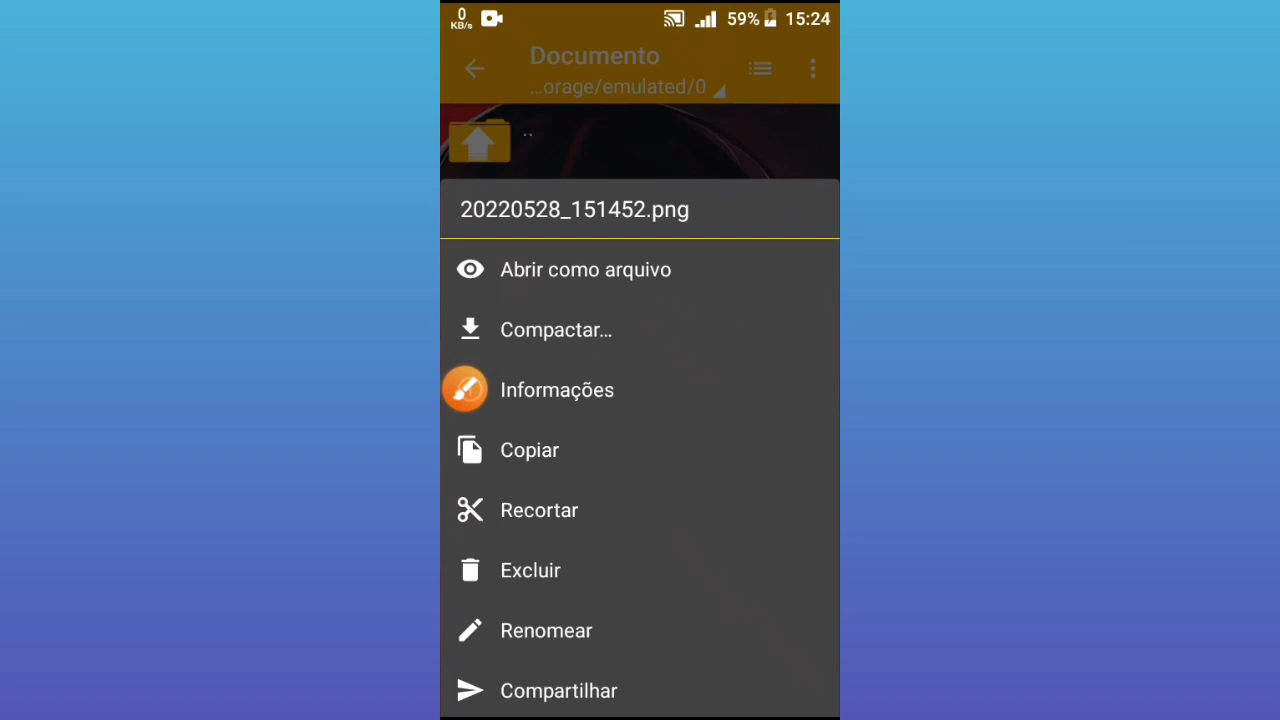 0
KB/s
59%
15:24
Documento
...orage/emulated/0
..
20220528_151452.png
Abrir como arquivo
Compactar...
Informações
Copiar
Recortar
Excluir
Renomear
Compartilhar